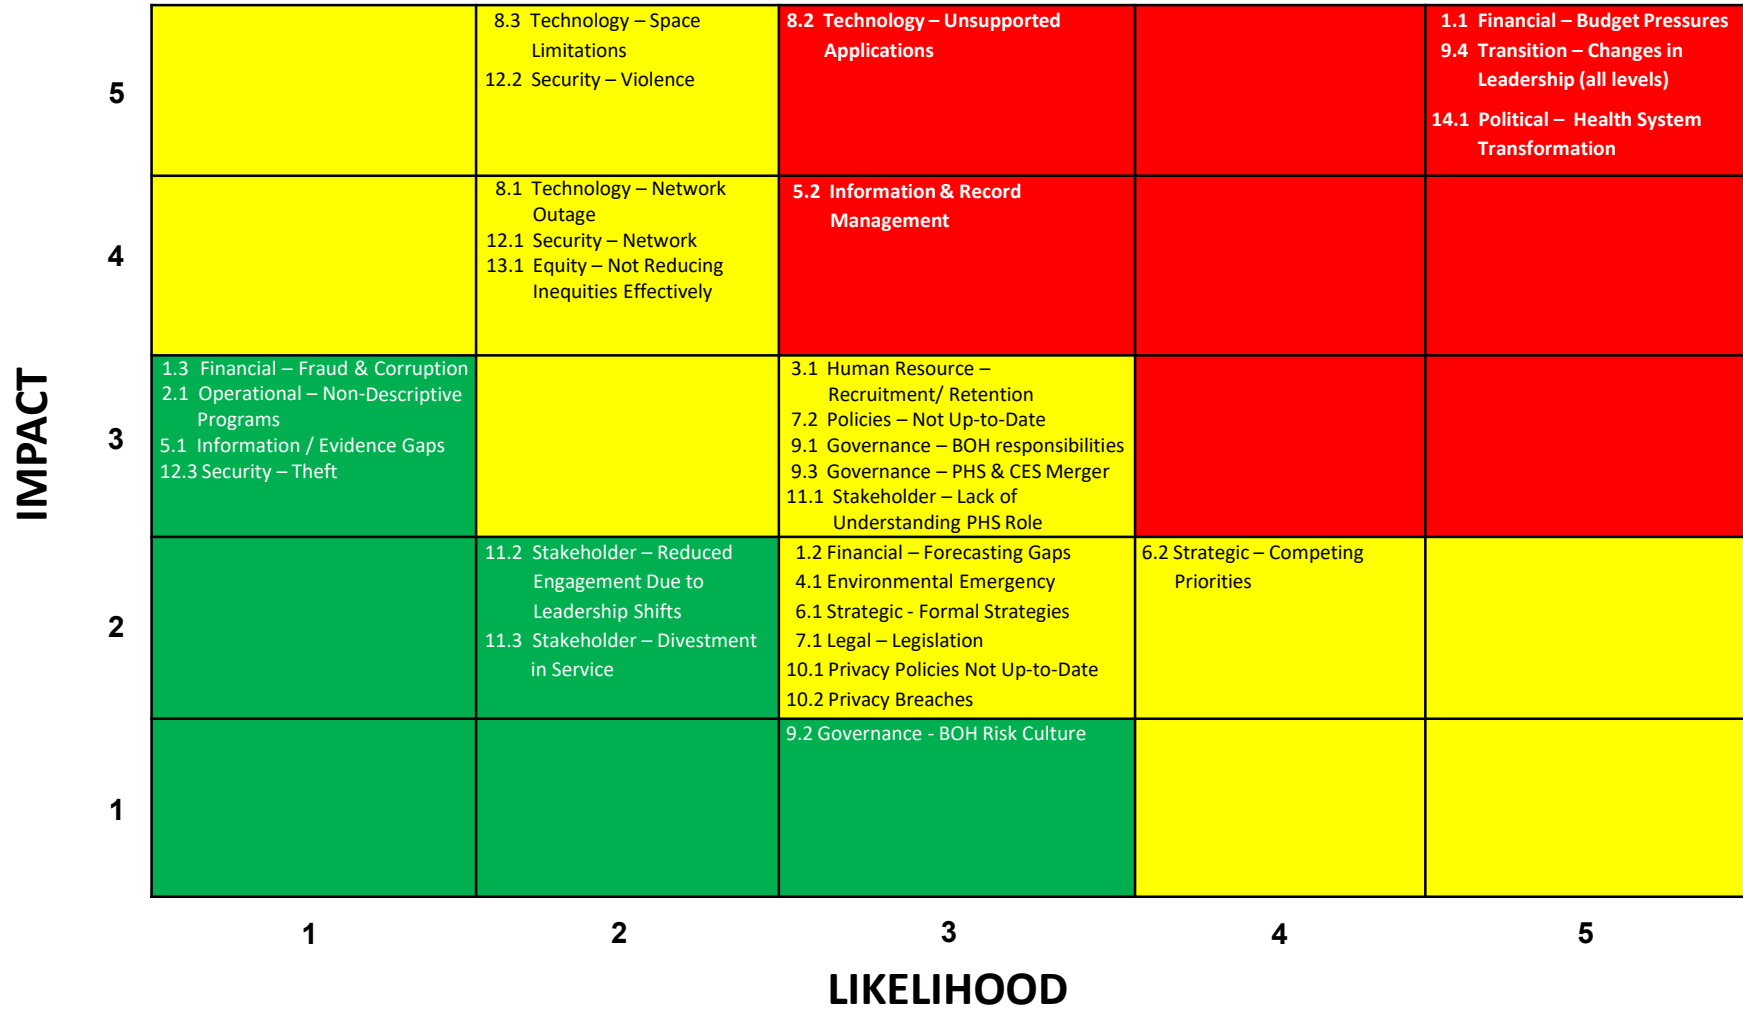 8.3 Technology – Space
Limitations
12.2 Security – Violence
8.2 Technology – Unsupported
Applications
1.1 Financial – Budget Pressures
9.4 Transition – Changes in
Leadership (all levels)
14.1 Political – Health System
Transformation
5
8.1 Technology – Network
Outage
12.1 Security – Network
13.1 Equity – Not Reducing
Inequities Effectively
5.2 Information & Record
Management
4
IMPACT
1.3 Financial – Fraud & Corruption
2.1 Operational – Non-Descriptive
Programs
5.1 Information / Evidence Gaps
12.3 Security – Theft
3.1 Human Resource –
Recruitment/ Retention
7.2 Policies – Not Up-to-Date
9.1 Governance – BOH responsibilities
9.3 Governance – PHS & CES Merger
11.1 Stakeholder – Lack of
Understanding PHS Role
3
11.2 Stakeholder – Reduced
Engagement Due to
Leadership Shifts
11.3 Stakeholder – Divestment
in Service
1.2 Financial – Forecasting Gaps
4.1 Environmental Emergency
6.1 Strategic - Formal Strategies
7.1 Legal – Legislation
10.1 Privacy Policies Not Up-to-Date
10.2 Privacy Breaches
6.2 Strategic – Competing
Priorities
2
9.2 Governance - BOH Risk Culture
1
1 2 3 4 5
LIKELIHOOD